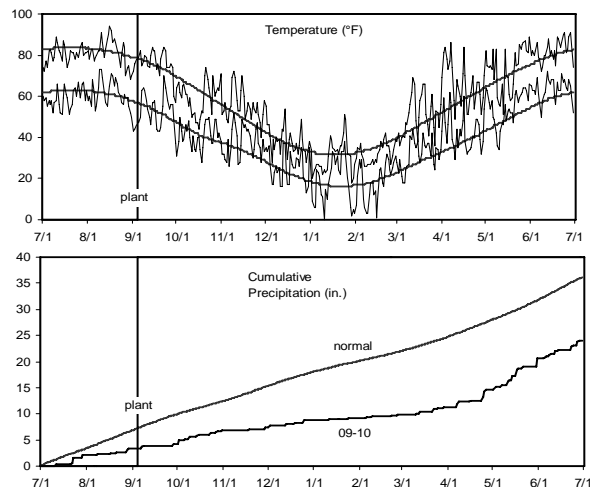 Temperature (°F)
100
80
60
40
20
0
plant
7/1 8/1 9/1 10/1 11/1 12/1 1/1 2/1 3/1 4/1 5/1 6/1 7/1
Cumulative
Precipitation (in.)
40
35
30
25
20
15
10
5
0
normal
plant
09-10
7/1 8/1 9/1 10/1 11/1 12/1 1/1 2/1 3/1 4/1 5/1 6/1 7/1